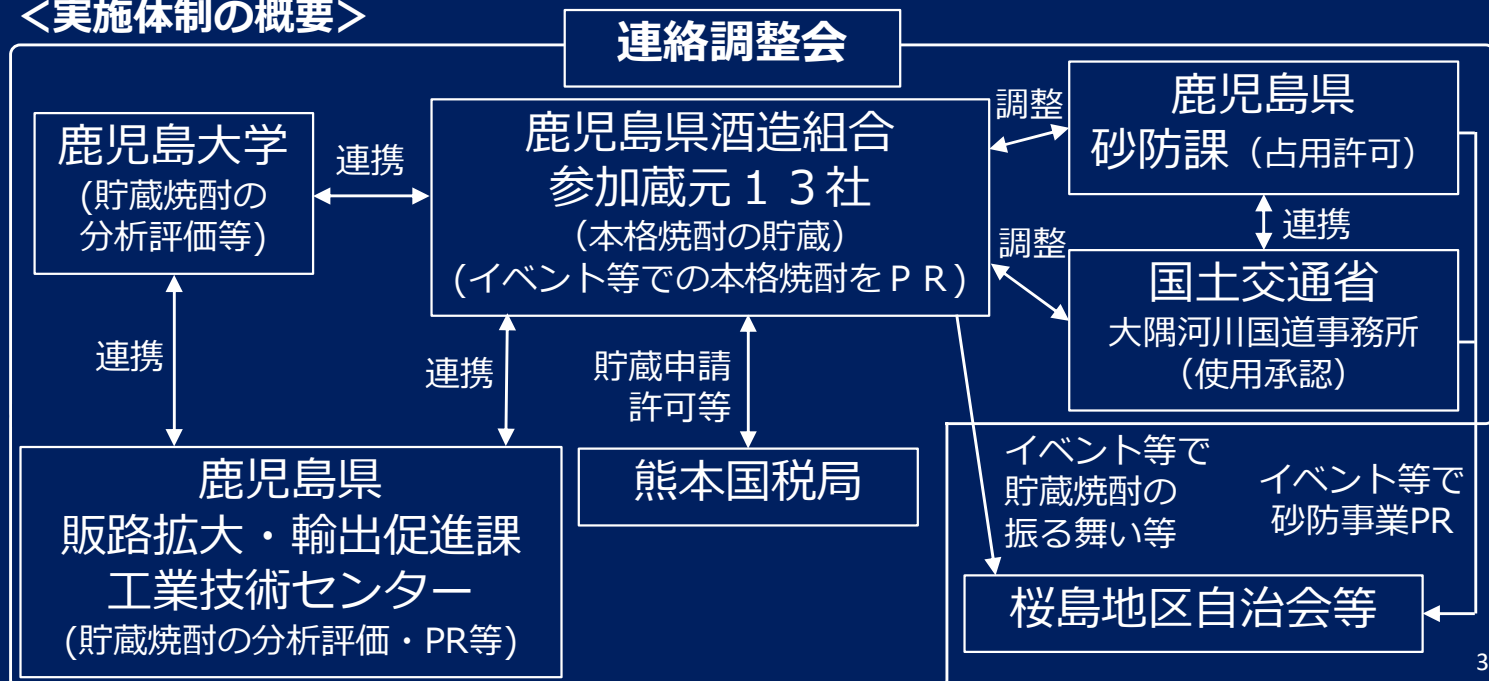 ＜実施体制の概要＞
連絡調整会
鹿児島大学
(貯蔵焼酎の
分析評価等)
連携
鹿児島県酒造組合
参加蔵元１３社
（本格焼酎の貯蔵）
(イベント等での本格焼酎をＰＲ)
調整
鹿児島県
砂防課（占用許可）
連携
調整
国土交通省
大隅河川国道事務所
（使用承認）
連携
連携
貯蔵申請
許可等
鹿児島県
販路拡大・輸出促進課
工業技術センター
(貯蔵焼酎の分析評価・PR等)
熊本国税局
イベント等で
貯蔵焼酎の
振る舞い等
イベント等で
砂防事業PR
桜島地区自治会等
3